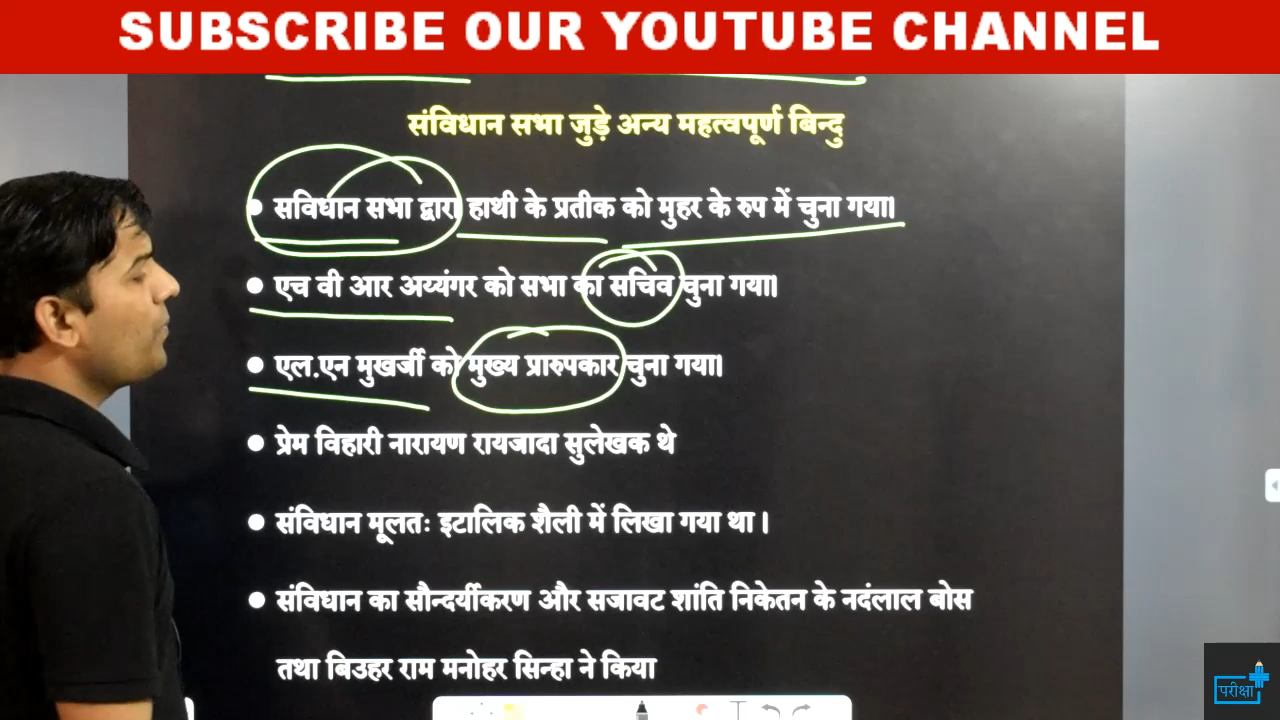 SUBSCRIBE OUR YOUTUBE CHANNEL
संविधान सभा जुड़े अन्य महत्वपूर्ण बिन्दु
• सविधान सभा द्वारा हाथी के प्रतीक को मुहर के रुप में चुना गया।
• एच वी आर अय्यंगर को सभा का सचिव चुना गया।
• एल.एन मुखर्जी को मुख्य प्रारुपकार चुना गया।
• प्रेम विहारी नारायण रायजादा सुलेखक थे
• संविधान मूलतः इटालिक शैली में लिखा गया था ।
• संविधान का सौन्दर्यीकरण और सजावट शांति निकेतन के नदंलाल बोस
तथा बिउहर राम मनोहर सिन्हा ने किया
परीक्षा